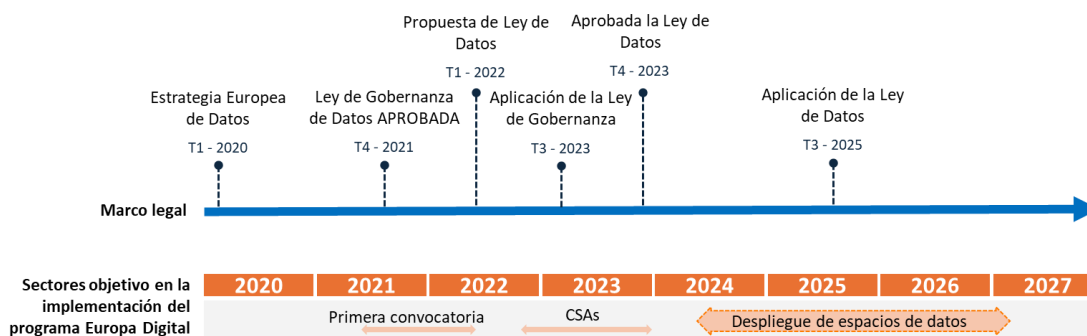 Propuesta de Ley de
Datos
T1 - 2022
Aprobada la Ley de
Datos
T4 - 2023
Estrategia Europea
de Datos
T1 - 2020
Ley de Gobernanza
de Datos APROBADA
T4 - 2021
Aplicación de la Ley
de Gobernanza
T3 - 2023
Aplicación de la Ley
de Datos
T3 - 2025
Marco legal
Sectores objetivo en la
implementación del
programa Europa Digital
2020 2021 2022 2023 2024 2025 2026 2027
Primera convocatoria
CSAs
Despliegue de espacios de datos